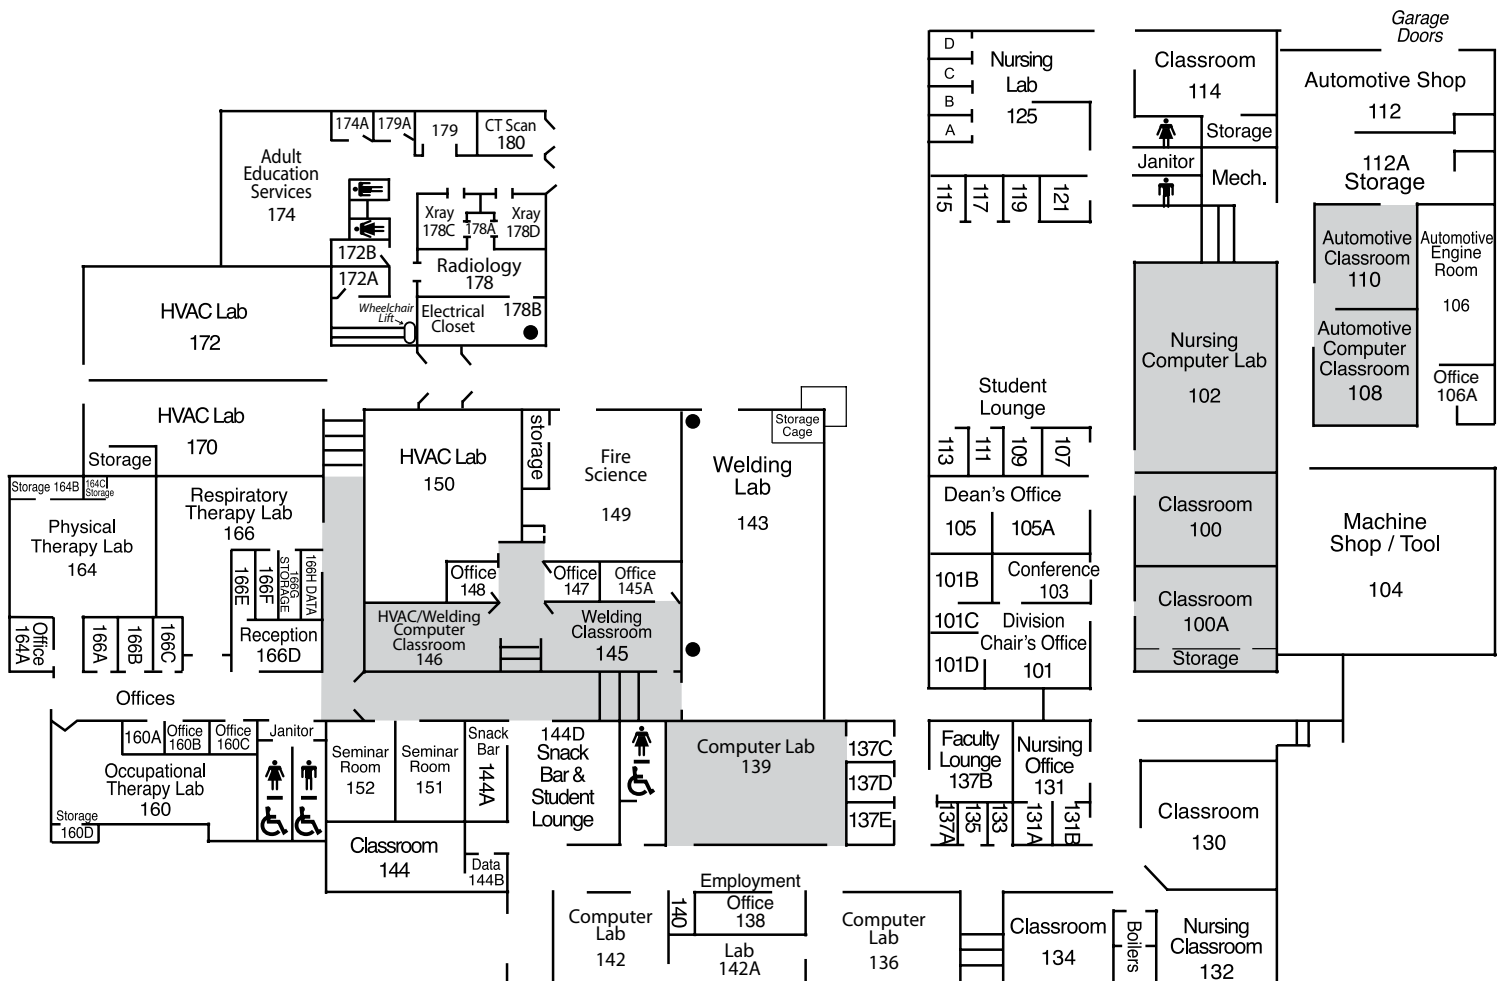 Garage
Doors
D
C
B
A
Nursing
Lab
125
Classroom
114
Storage
Janitor
Mech.
Automotive Shop
112
112A
Storage
174A
179A
179
CT Scan
180
Adult
Education
Services
174
Xray
178C
178A
Xray
178D
172B
172A
Radiology
178
Wheelchair
Lift
Electrical
Closet
178B
HVAC Lab
172
115
117
119
121
Automotive
Classroom
110
Automotive
Engine
Room
106
Automotive
Computer
Classroom
108
Office
106A
Nursing
Computer Lab
102
Student
Lounge
113
111
109
107
HVAC Lab
170
Storage
Storage 164B
164C
Storage
Physical
Therapy Lab
164
Respiratory
Therapy Lab
166
166E
166F
166G
STORAGE
166H DATA
Reception
166D
Office
164A
166A
166B
166C
HVAC Lab
150
storage
Fire
Science
149
Storage
Cage
Welding
Lab
143
Office
148
Office
147
Office
145A
HVAC/Welding
Computer
Classroom
146
Welding
Classroom
145
Dean's Office
105
105A
101B
Conference
103
101C
Division
Chair's Office
101
101D
Classroom
100
Classroom
100A
Storage
Machine
Shop / Tool
104
Offices
160A
Office
160B
Office
160C
Janitor
Occupational
Therapy Lab
160
Storage
160D
Seminar
Room
152
Seminar
Room
151
Snack
Bar
144A
144D
Snack
Bar &
Student
Lounge
Computer Lab
139
137C
137D
137E
Faculty
Lounge
137B
Nursing
Office
131
137A
135
133
131A
131B
Classroom
130
Classroom
144
Data
144B
Employment
Computer
Lab
142
140
Office
138
Lab
142A
Computer
Lab
136
Classroom
134
Boilers
Nursing
Classroom
132